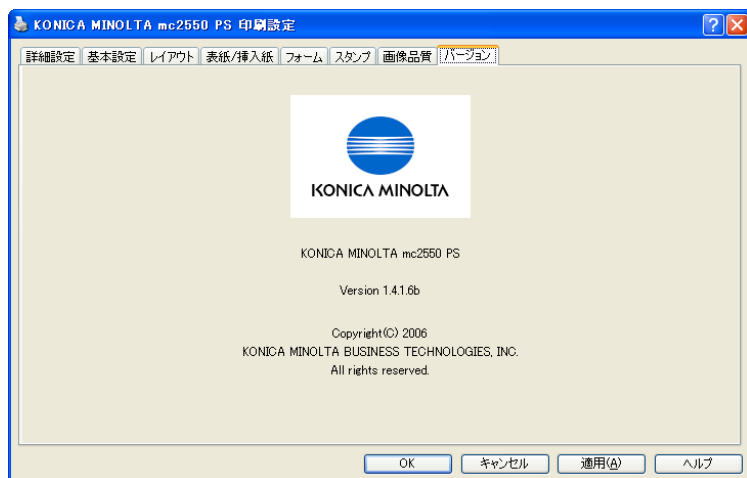 KONICA MINOLTA mc2550 PS 印刷設定
詳細設定 基本設定 レイアウト 表紙/挿入紙 フォーム スタンプ 画像品質 バージョン
KONICA MINOLTA
KONICA MINOLTA mc2550 PS
Version 1.4.1.6b
Copyright(C) 2006
KONICA MINOLTA BUSINESS TECHNOLOGIES, INC.
All rights reserved.
OK キャンセル 適用(A) ヘルプ